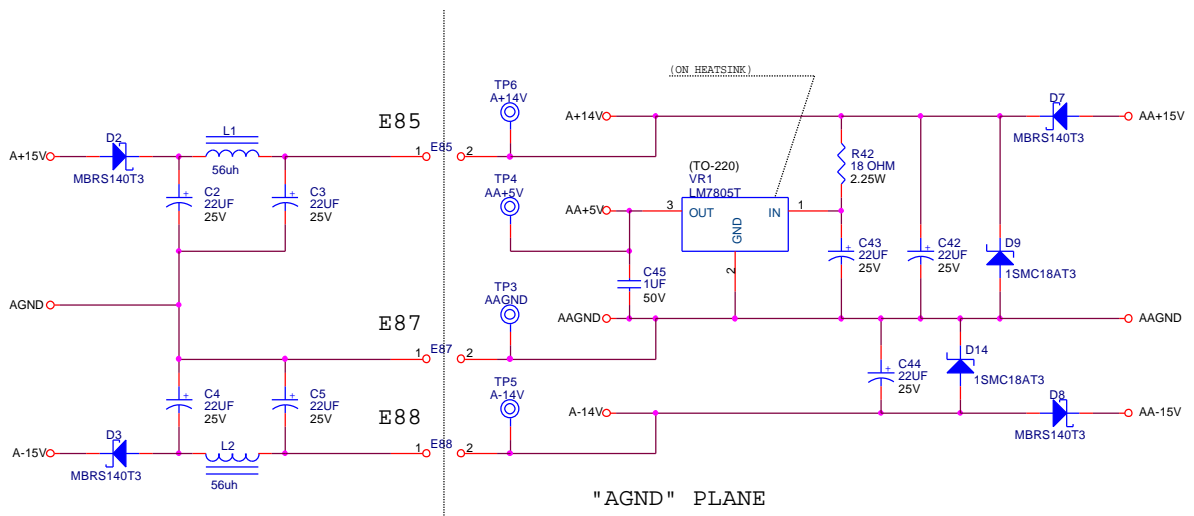 (ON HEATSINK)
TP6
A+14V
E85
A+14V
D7
MBRS140T3
AA+15V
A+15V
D2
MBRS140T3
L1
56uh
1
E85
2
C2
22UF
25V
C3
22UF
25V
TP4
AA+5V
AA+5V
(TO-220)
VR1
LM7805T
3
OUT
IN
1
GND
2
R42
18 OHM
2.25W
C45
1UF
50V
C43
22UF
25V
C42
22UF
25V
D9
1SMC18AT3
AGND
TP3
AAGND
AAGND
AAGND
E87
1
E87
2
C4
22UF
25V
C5
22UF
25V
TP5
A-14V
C44
22UF
25V
D14
1SMC18AT3
E88
A-14V
D8
MBRS140T3
AA-15V
A-15V
D3
MBRS140T3
L2
56uh
1
E88
2
"AGND" PLANE